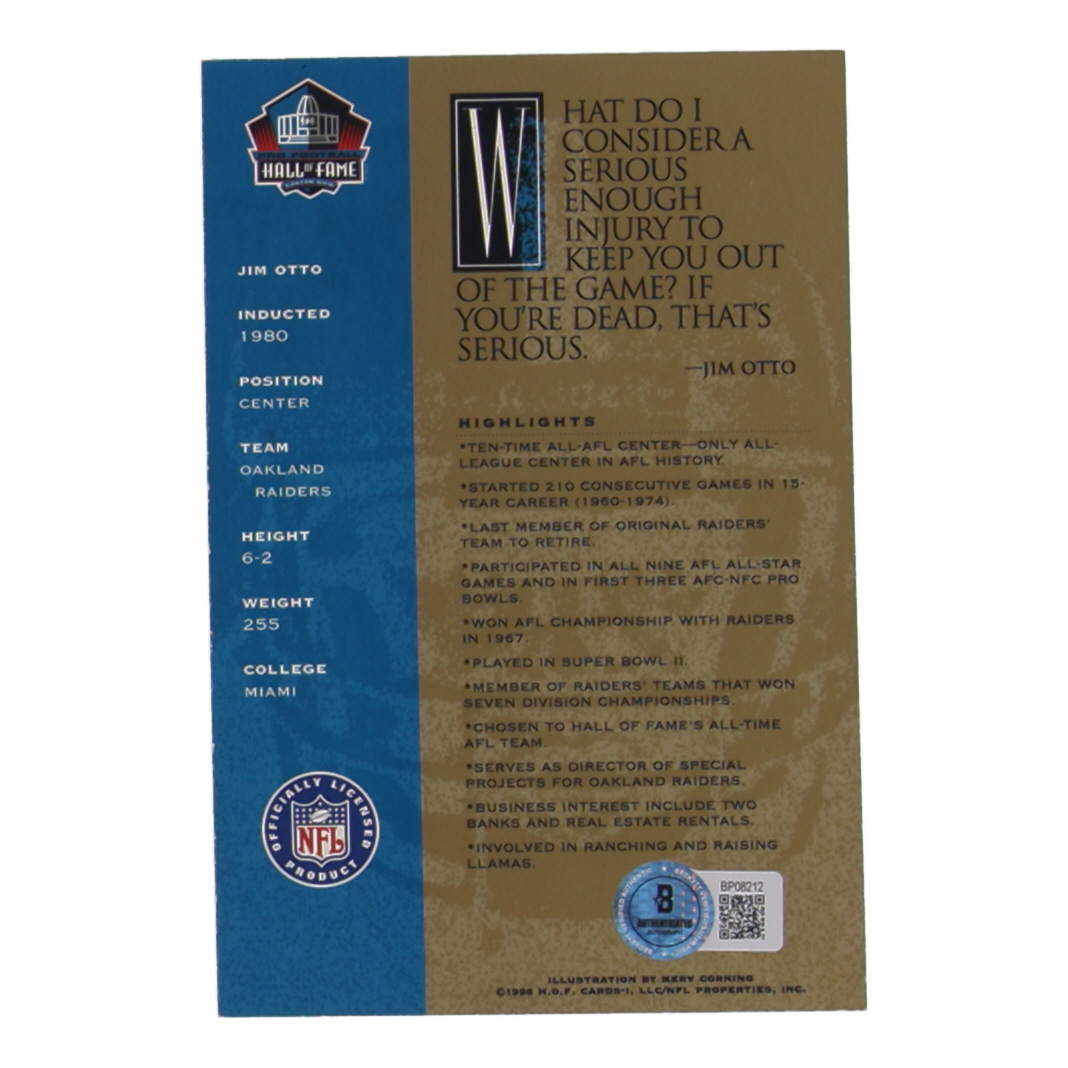 PRO FOOTBALL
HALL OF FAME
CANTON OHIO
JIM OTTO
INDUCTED
1980
POSITION
CENTER
TEAM
OAKLAND
RAIDERS
HEIGHT
6-2
WEIGHT
255
COLLEGE
MIAMI
OFFICIALLY LICENSED
NFL
PRODUCT
WHAT DO I
CONSIDER A
SERIOUS
ENOUGH
INJURY TO
KEEP YOU OUT
OF THE GAME? IF
YOU'RE DEAD, THAT'S
SERIOUS.
—JIM OTTO
HIGHLIGHTS
*TEN-TIME ALL-AFL CENTER—ONLY ALL-
LEAGUE CENTER IN AFL HISTORY.
*STARTED 210 CONSECUTIVE GAMES IN 15-
YEAR CAREER (1960-1974).
*LAST MEMBER OF ORIGINAL RAIDERS'
TEAM TO RETIRE.
*PARTICIPATED IN ALL NINE AFL ALL-STAR
GAMES AND IN FIRST THREE AFC-NFC PRO
BOWLS.
*WON AFL CHAMPIONSHIP WITH RAIDERS
IN 1967.
*PLAYED IN SUPER BOWL II.
*MEMBER OF RAIDERS' TEAMS THAT WON
SEVEN DIVISION CHAMPIONSHIPS.
*CHOSEN TO HALL OF FAME'S ALL-TIME
AFL TEAM.
*SERVES AS DIRECTOR OF SPECIAL
PROJECTS FOR OAKLAND RAIDERS.
*BUSINESS INTEREST INCLUDE TWO
BANKS AND REAL ESTATE RENTALS.
*INVOLVED IN RANCHING AND RAISING
LLAMAS.
B
AUTHENTICATED
BP08212
ILLUSTRATION BY MERV CORNING
©1998 H.O.F. CARDS-I, LLC/NFL PROPERTIES, INC.